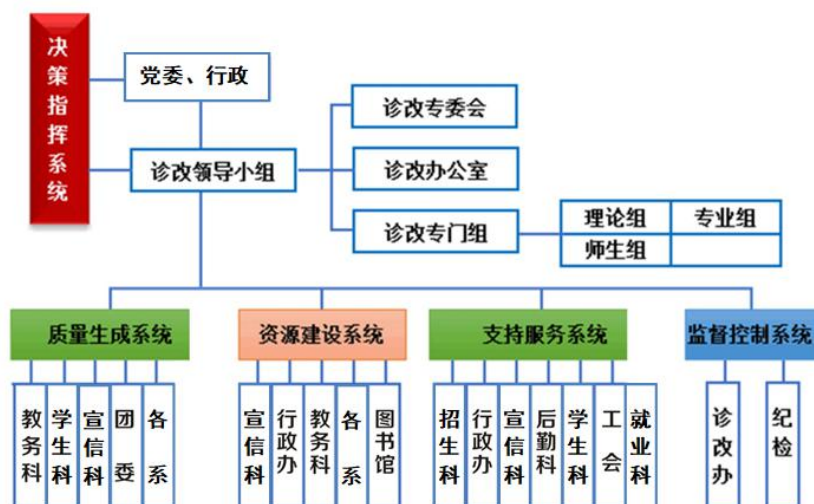 决策指挥系统
党委、行政
诊改领导小组
诊改专委会
诊改办公室
诊改专门组
理论组 专业组
师生组
质量生成系统 资源建设系统 支持服务系统 监督控制系统
教务科
学生科
宣信科
团委
各系
宣信科
行政办
教务科
各系
图书馆
招生科
行政办
宣信科
后勤科
学生科
工会
就业科
诊改办
纪检